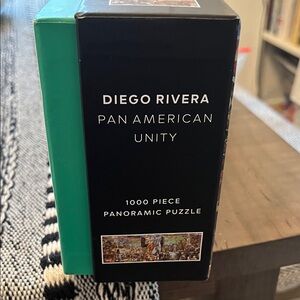 DIEGO RIVERA
PAN AMERICAN
UNITY
1000 PIECE
PANORAMIC PUZZLE